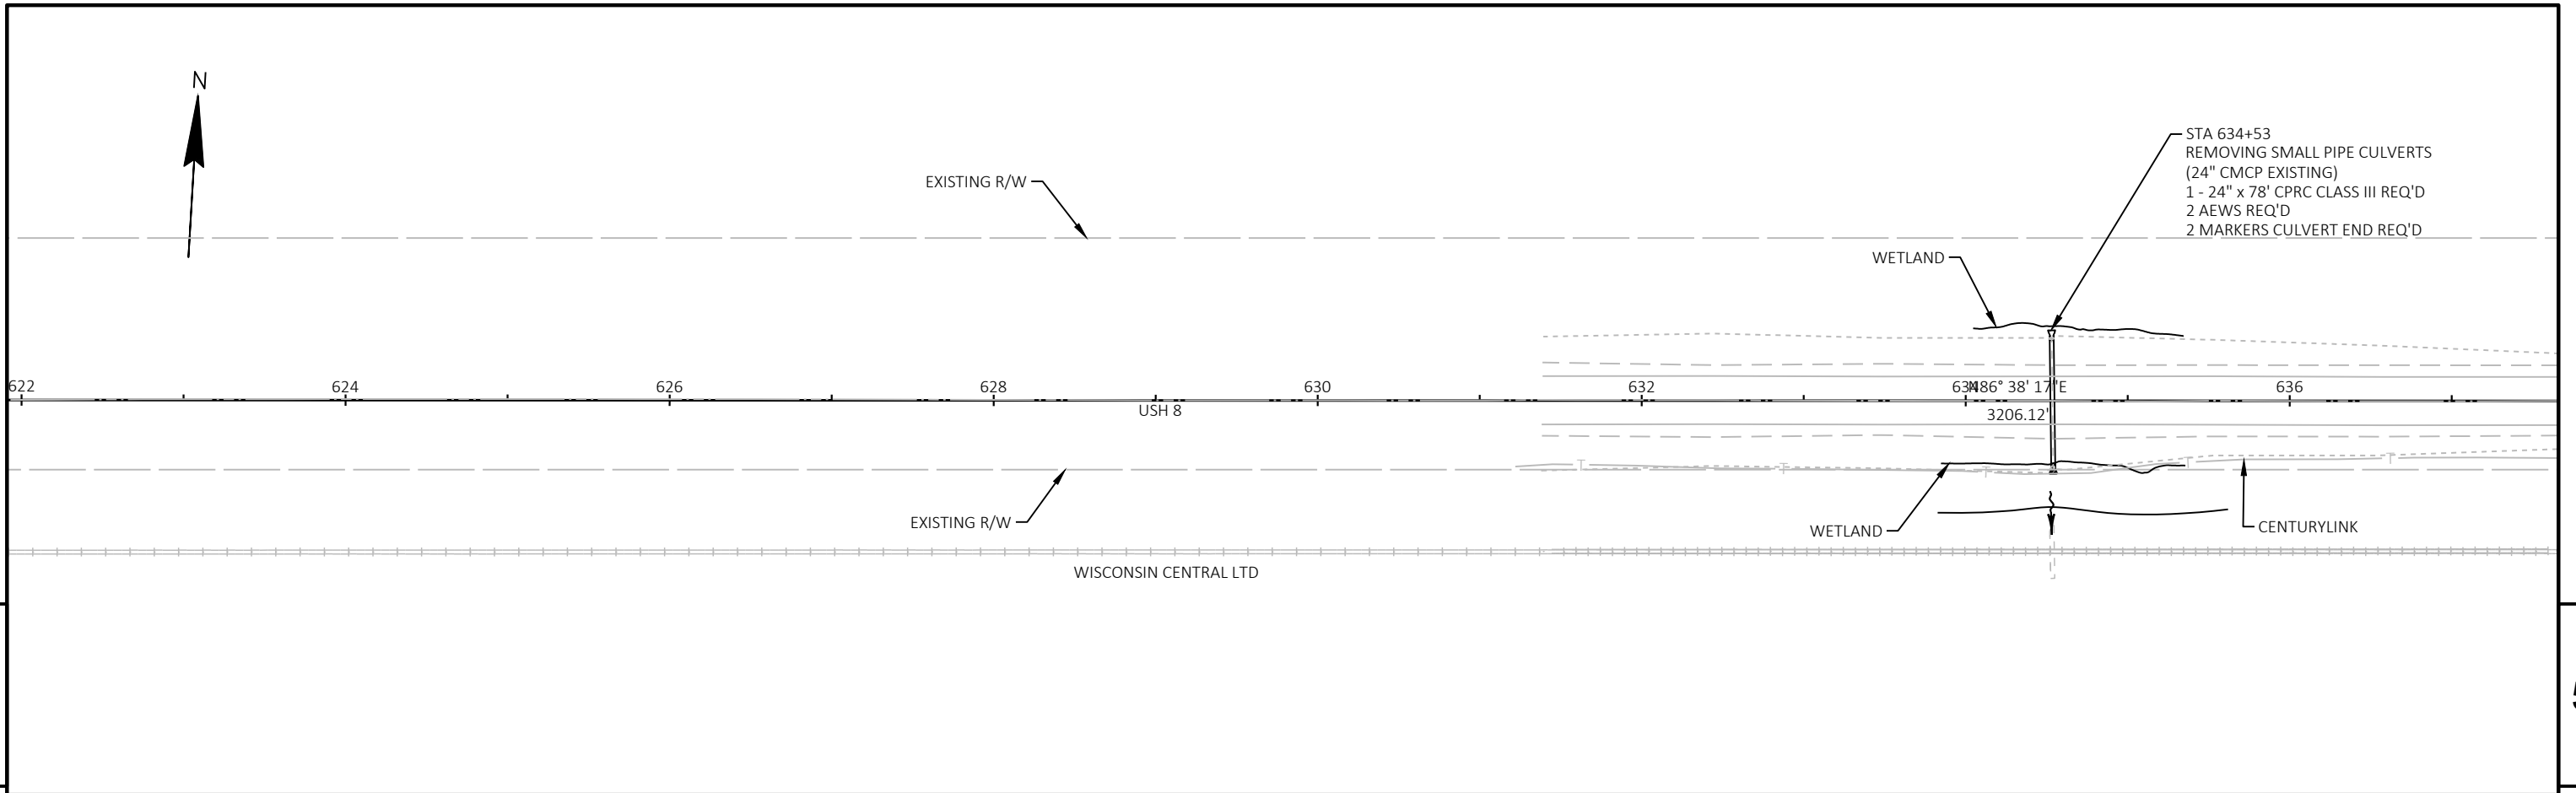 N
STA 634+53
REMOVING SMALL PIPE CULVERTS
(24" CMCP EXISTING)
1 - 24" x 78' CPRC CLASS III REQ'D
2 AEWS REQ'D
2 MARKERS CULVERT END REQ'D
EXISTING R/W
WETLAND
622
624
626
628
630
632
634
N86° 38' 17"E
636
USH 8
3206.12'
EXISTING R/W
WETLAND
CENTURYLINK
WISCONSIN CENTRAL LTD